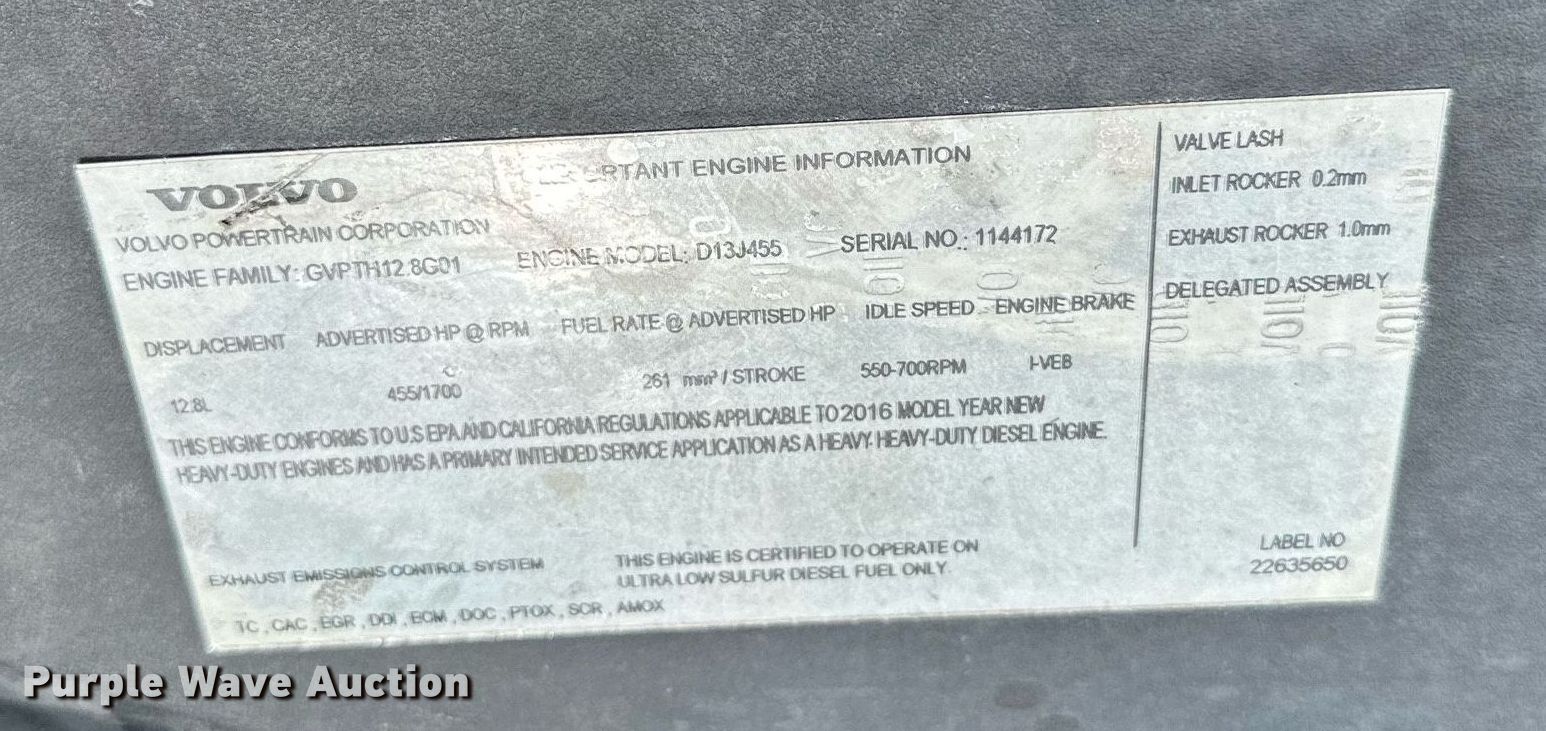 VOLVO
VOLVO POWERTRAIN CORPORATION
ENGINE INFORMATION
ENGINE FAMILY: GVPTH12.8G01 ENGINE MODEL: D13J455 SERIAL NO.: 1144172
DISPLACEMENT ADVERTISED HP @ RPM FUEL RATE @ ADVERTISED HP IDLE SPEED ENGINE BRAKE
12.8L 455/1700 261 mm³ / STROKE 550-700RPM I-VEB
THIS ENGINE CONFORMS TO U.S EPA AND CALIFORNIA REGULATIONS APPLICABLE TO 2016 MODEL YEAR NEW
HEAVY-DUTY ENGINES AND HAS A PRIMARY INTENDED SERVICE APPLICATION AS A HEAVY HEAVY-DUTY DIESEL ENGINE.
EXHAUST EMISSIONS CONTROL SYSTEM
TC , CAC , EGR , DDI , ECM , DOC , PTOX , SCR , AMOX
THIS ENGINE IS CERTIFIED TO OPERATE ON
ULTRA LOW SULFUR DIESEL FUEL ONLY.
VALVE LASH
INLET ROCKER 0.2mm
EXHAUST ROCKER 1.0mm
DELEGATED ASSEMBLY
LABEL NO
22635650
Purple Wave Auction